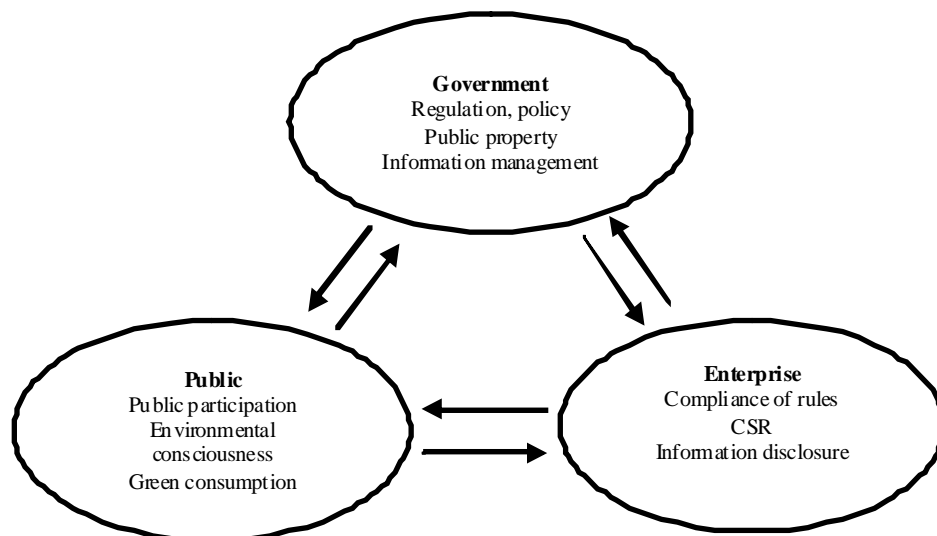 Government
Regulation, policy
Public property
Information management
Public
Public participation
Environmental
consciousness
Green consumption
Enterprise
Compliance of rules
CSR
Information disclosure